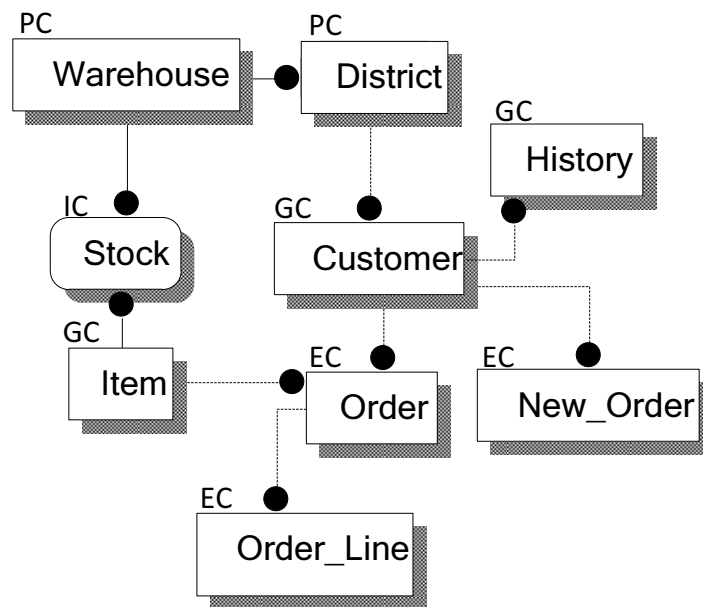 PC
Warehouse
PC
District
GC
History
IC
Stock
GC
Customer
GC
Item
EC
Order
EC
New_Order
EC
Order_Line